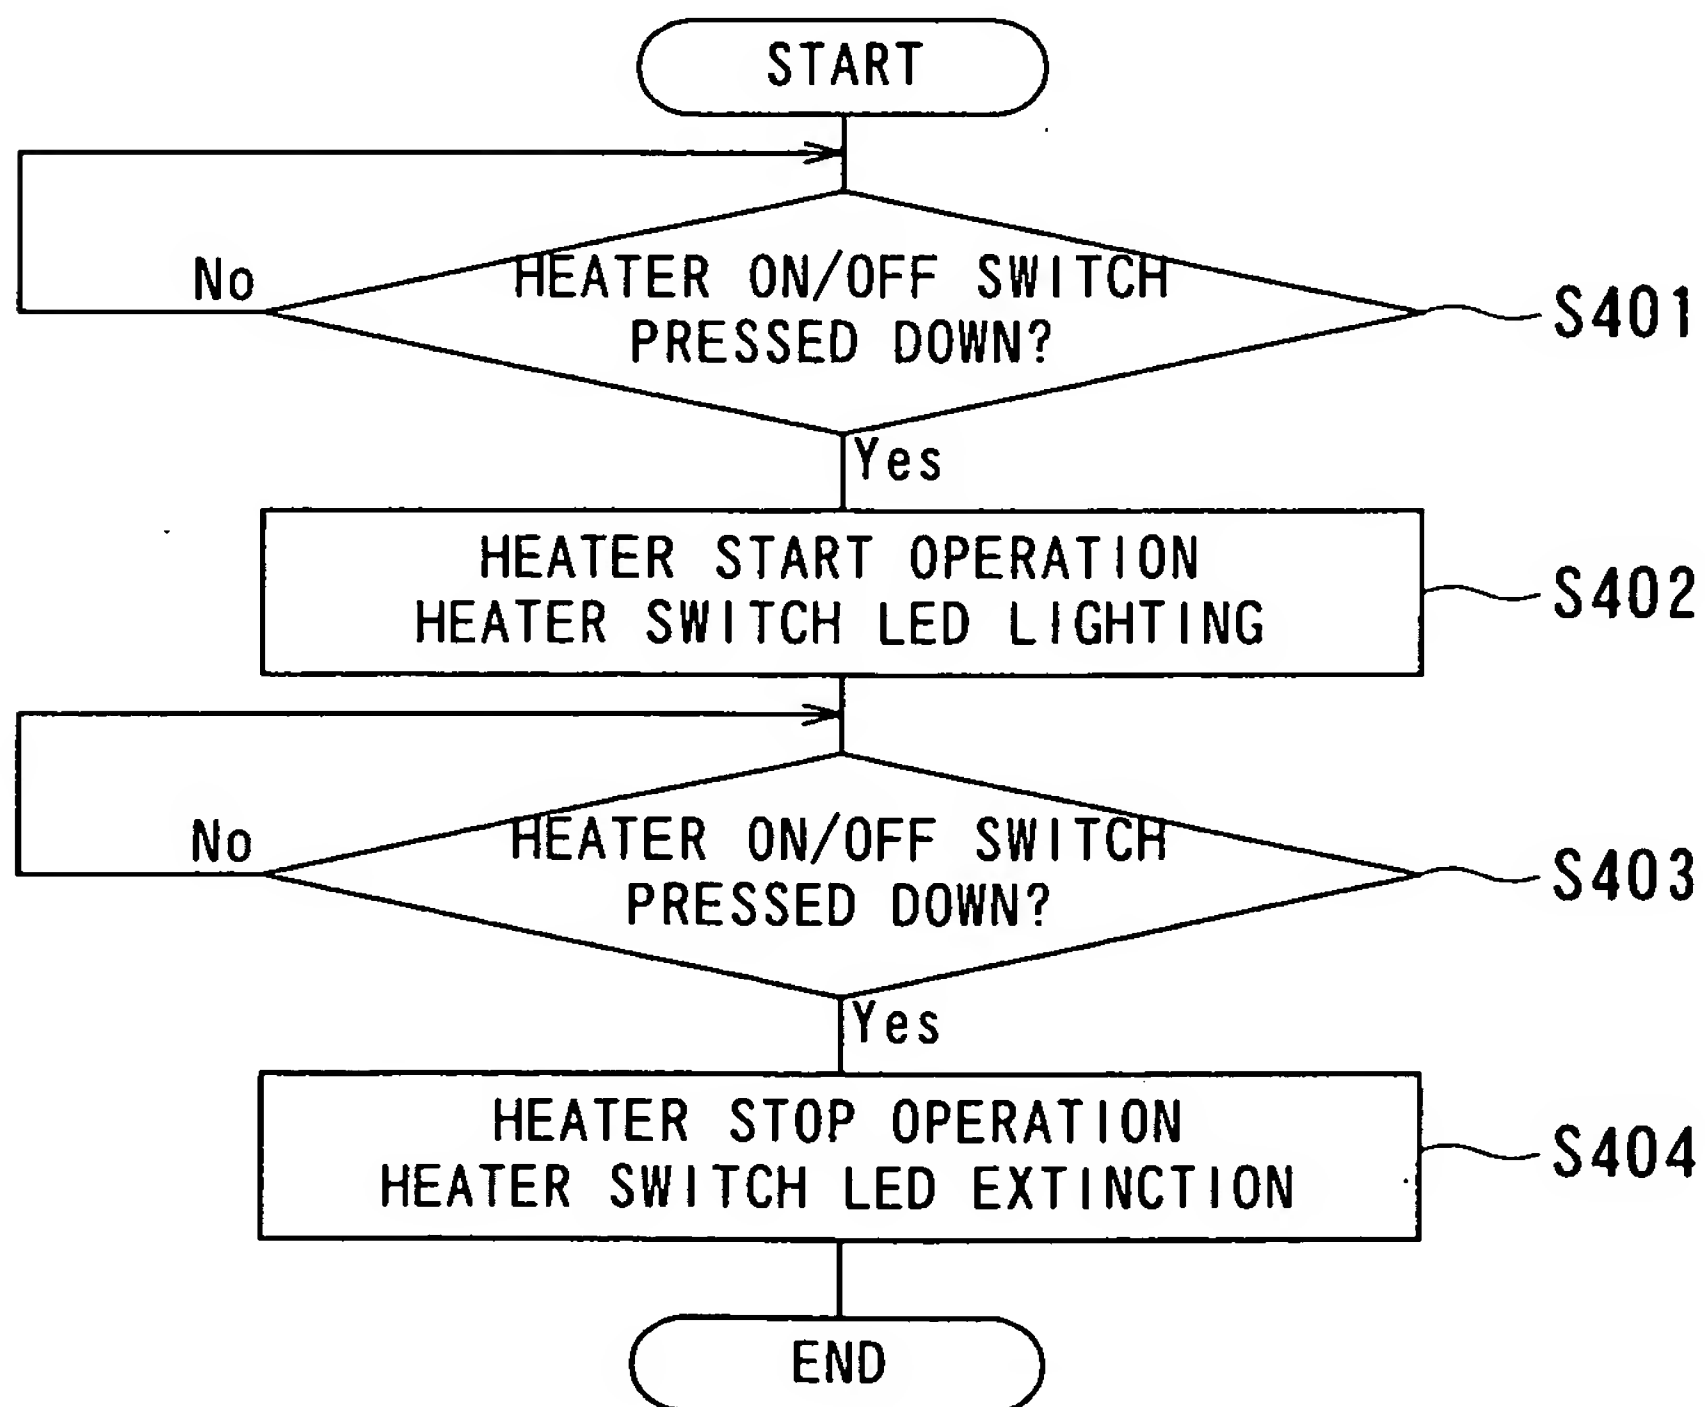 START
No
HEATER ON/OFF SWITCH
PRESSED DOWN?
S401
Yes
HEATER START OPERATION
HEATER SWITCH LED LIGHTING
S402
No
HEATER ON/OFF SWITCH
PRESSED DOWN?
S403
Yes
HEATER STOP OPERATION
HEATER SWITCH LED EXTINCTION
S404
END